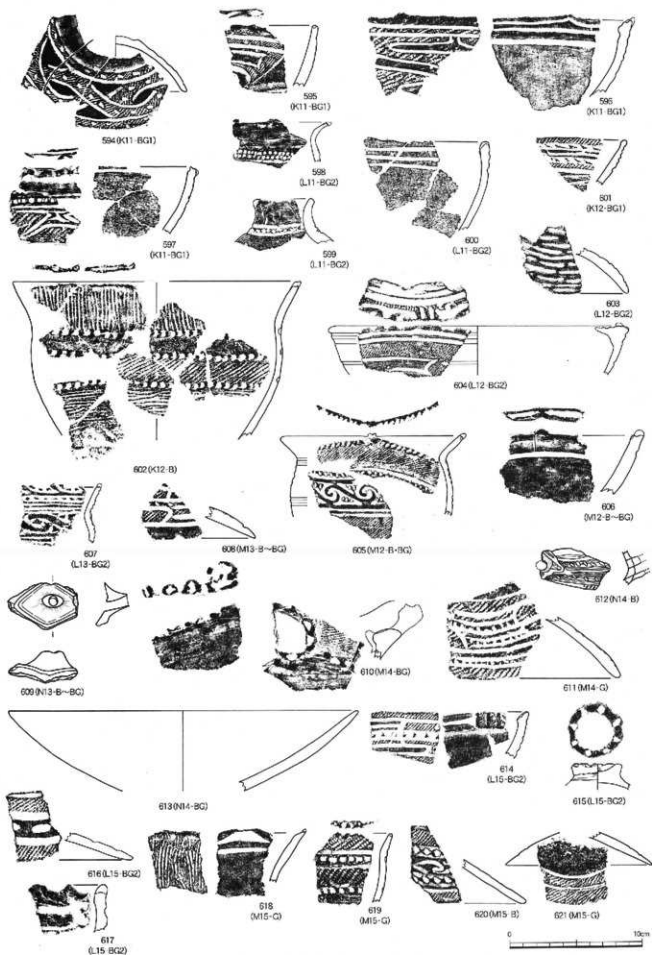 594(K11-BG1)
595
(K11-BG1)
596
(K11-BG1)
597
(K11-BG1)
598
(L11-BG2)
599
(L11-BG2)
600
(L11-BG2)
601
(K12-BG1)
603
(L12-BG2)
602(K12-B)
604(L12-BG2)
605(M12-B・BG)
606
(M12-B~BG)
607
(L13-BG2)
608(M13-B~BG)
609(N13-B~BG)
610(M14-BG)
611(M14-G)
612(N14-B)
613(N14-BG)
614
(L15-BG2)
615(L15-BG2)
616(L15-BG2)
617
(L15-BG2)
618
(M15-G)
619
(M15-G)
620(M15-B)
621(M15-G)
0 10cm